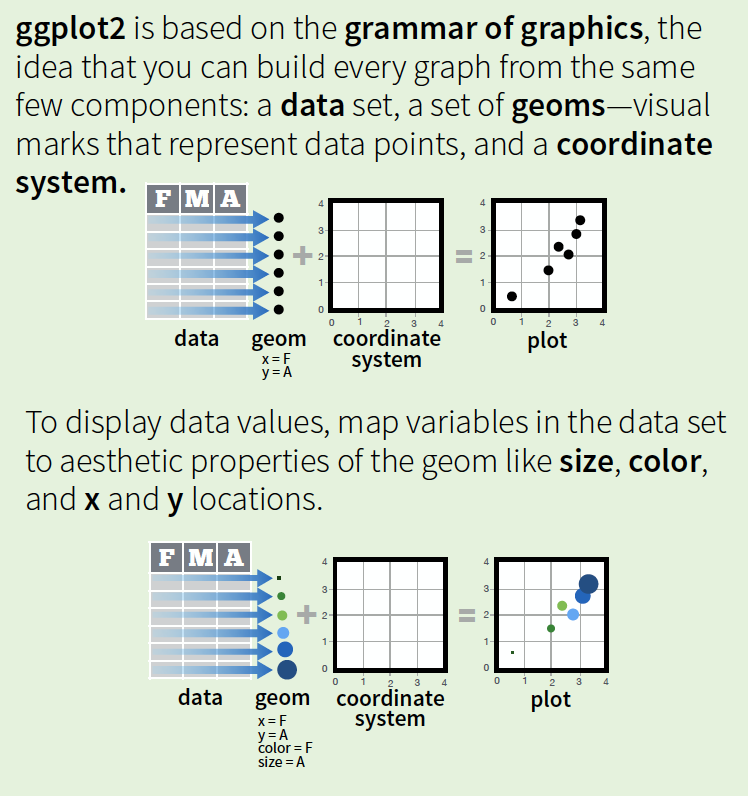 ggplot2 is based on the grammar of graphics, the
idea that you can build every graph from the same
few components: a data set, a set of geoms—visual
marks that represent data points, and a coordinate
system.
F M A
+
=
4
3
2
1
0
0 1 2 3 4
4
3
2
1
0
0 1 2 3 4
data
geom
x = F
y = A
coordinate
system
plot
To display data values, map variables in the data set
to aesthetic properties of the geom like size, color,
and x and y locations.
F M A
+
=
4
3
2
1
0
0 1 2 3 4
4
3
2
1
0
0 1 2 3 4
data
geom
x = F
y = A
color = F
size = A
coordinate
system
plot